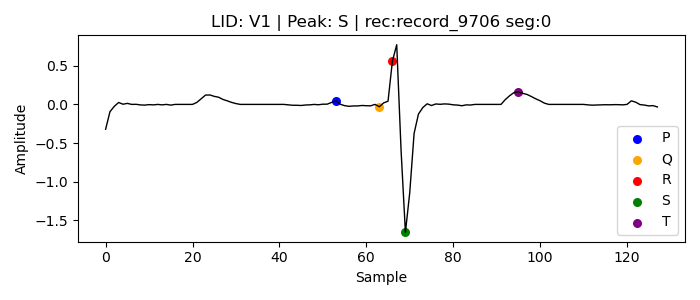 LID: V1 | Peak: S | rec:record_9706 seg:0
Amplitude
0.5
0.0
−0.5
−1.0
−1.5
0
20
40
60
80
100
120
Sample
P
Q
R
S
T